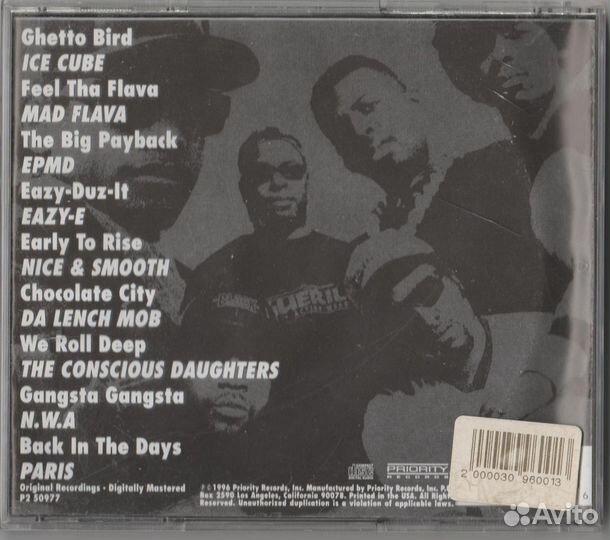 Ghetto Bird
ICE CUBE
Feel Tha Flava
MAD FLAVA
The Big Payback
EPMD
Eazy-Duz-It
EAZY-E
Early To Rise
NICE & SMOOTH
Chocolate City
DA LENCH MOB
We Roll Deep
THE CONSCIOUS DAUGHTERS
Gangsta Gangsta
N.W.A
Back In The Days
PARIS
Original Recordings • Digitally Mastered
P2 50977
PRIORITY
RECORDS
℗©1996 Priority Records, Inc. Manufactured by Priority Records, Inc. P.
Box 2590 Los Angeles, California 90078. Printed in the USA. All Rights
Reserved. Unauthorized duplication is a violation of applicable laws.
2 000030 960013
6
Avito